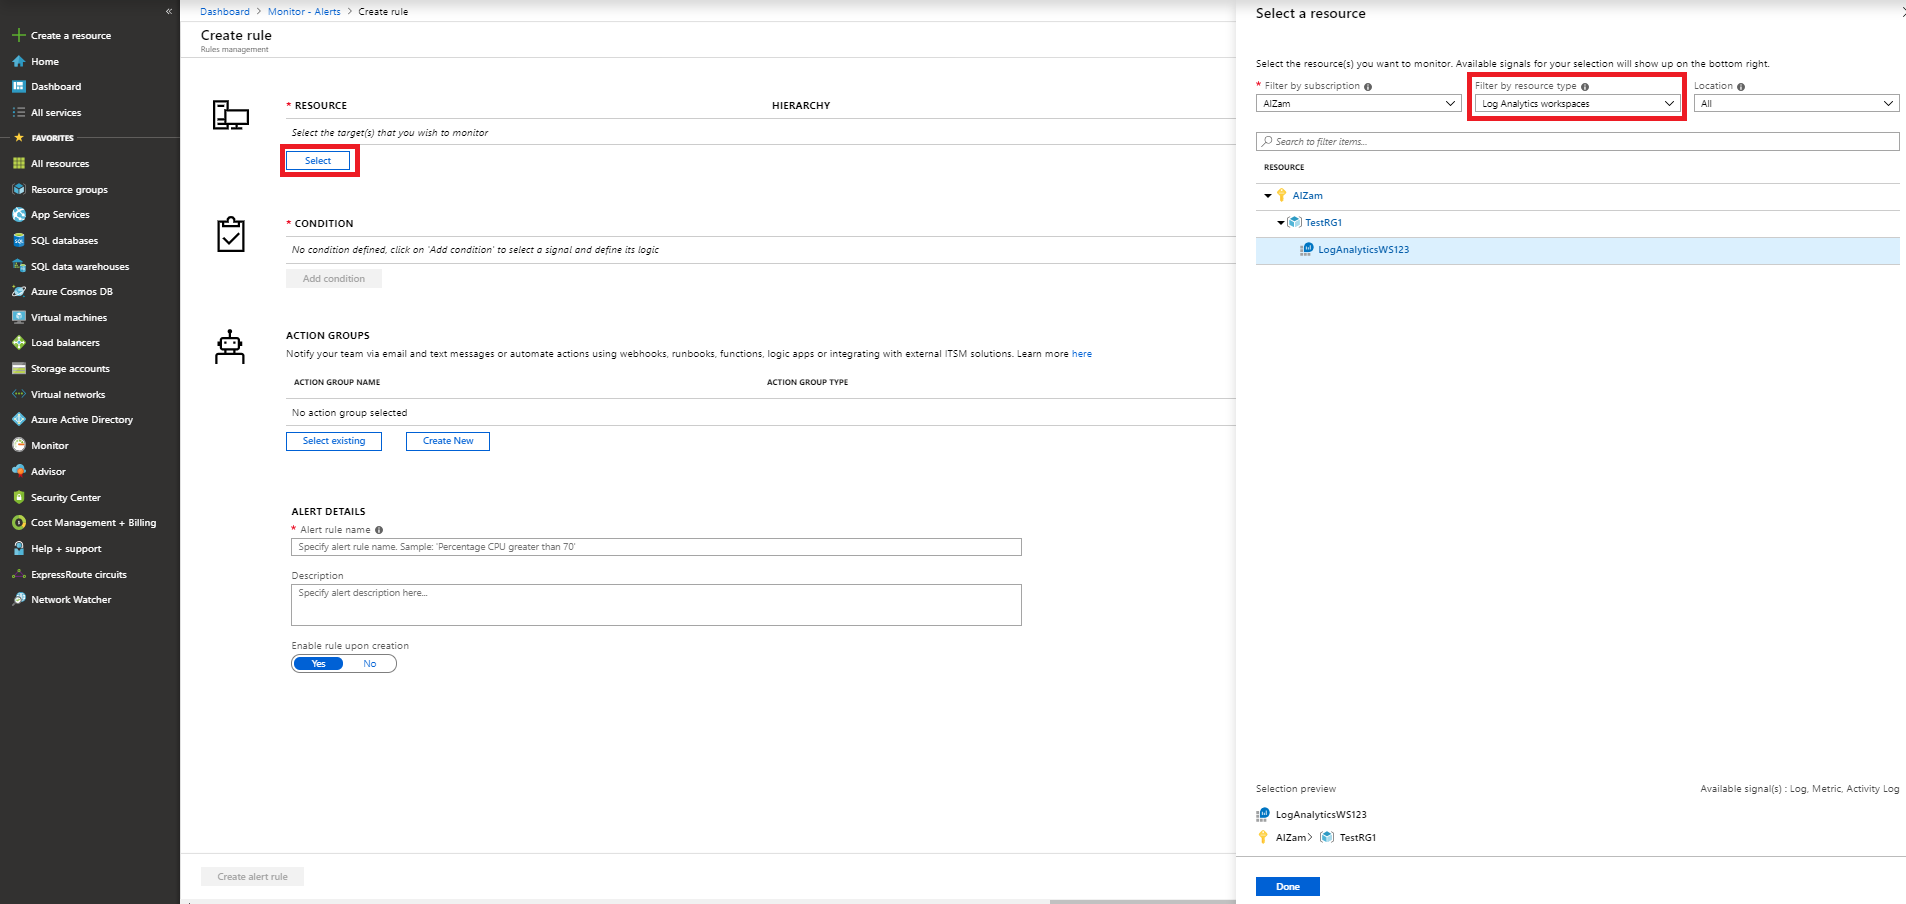 «
Create a resource
Home
Dashboard
All services
FAVORITES
All resources
Resource groups
App Services
SQL databases
SQL data warehouses
Azure Cosmos DB
Virtual machines
Load balancers
Storage accounts
Virtual networks
Azure Active Directory
Monitor
Advisor
Security Center
Cost Management + Billing
Help + support
ExpressRoute circuits
Network Watcher
Dashboard > Monitor - Alerts > Create rule
Create rule
Rules management
* RESOURCE HIERARCHY
Select the target(s) that you wish to monitor
Select
* CONDITION
No condition defined, click on 'Add condition' to select a signal and define its logic
Add condition
ACTION GROUPS
Notify your team via email and text messages or automate actions using webhooks, runbooks, functions, logic apps or integrating with external ITSM solutions. Learn more here
ACTION GROUP NAME ACTION GROUP TYPE
No action group selected
Select existing Create New
ALERT DETAILS
* Alert rule name
Specify alert rule name. Sample: 'Percentage CPU greater than 70'
Description
Specify alert description here...
Enable rule upon creation
Yes No
Create alert rule
Select a resource
Select the resource(s) you want to monitor. Available signals for your selection will show up on the bottom right.
* Filter by subscription Filter by resource type Location
AIZam Log Analytics workspaces All
Search to filter items...
RESOURCE
AIZam
TestRG1
LogAnalyticsWS123
Selection preview Available signal(s) : Log, Metric, Activity Log
LogAnalyticsWS123
AIZam > TestRG1
Done